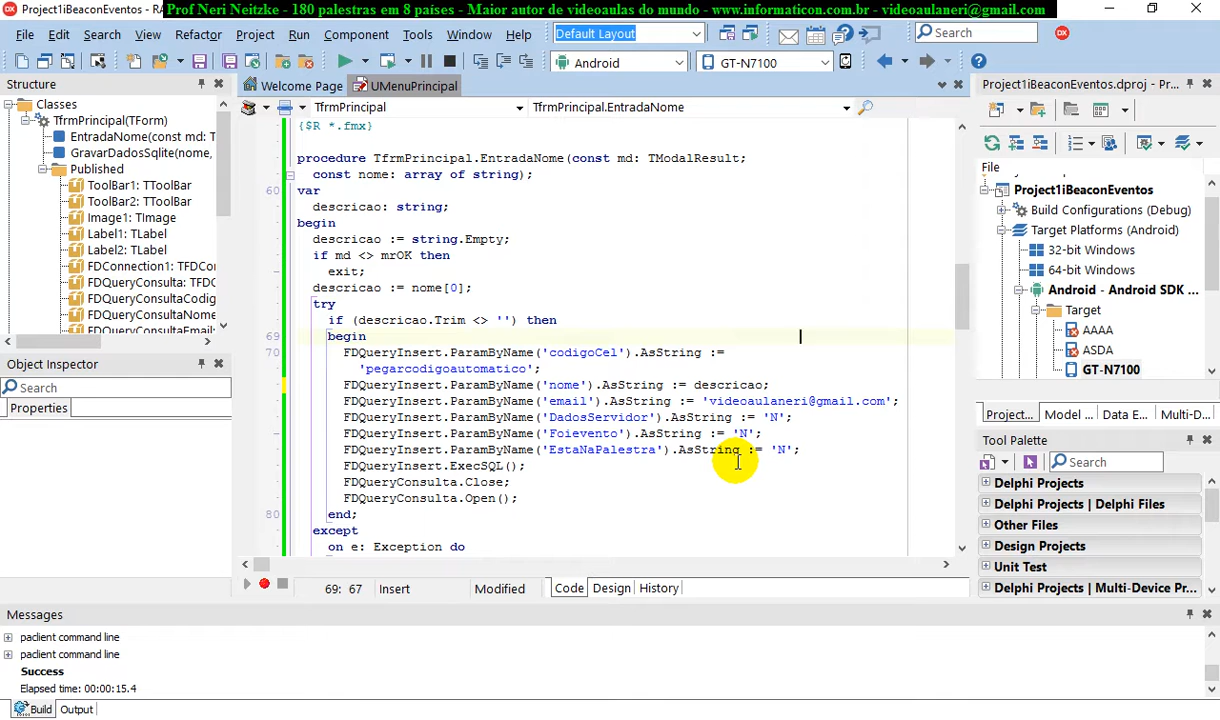 Project1iBeaconEventos - RA
Prof Neri Neitzke - 180 palestras em 8 países - Maior autor de videoaulas do mundo - www.informaticon.com.br - videoaulaneri@gmail.com
File Edit Search View Refactor Project Run Component Tools Window Help
Default Layout
Search
DX
Android
GT-N7100
Structure
Classes
TfrmPrincipal(TForm)
EntradaNome(const md: T
GravarDadosSqlite(nome,
Published
ToolBar1: TToolBar
ToolBar2: TToolBar
Image1: TImage
Label1: TLabel
Label2: TLabel
FDConnection1: TFDCo
FDQueryConsulta: TFDC
FDQueryConsultaCodig
FDQueryConsultaNome
FDQueryConsultaEmail:
Object Inspector
Search
Properties
Welcome Page
UMenuPrincipal
TfrmPrincipal
TfrmPrincipal.EntradaNome
{$R *.fmx}
procedure TfrmPrincipal.EntradaNome(const md: TModalResult;
const nome: array of string);
60 var
descricao: string;
begin
descricao := string.Empty;
if md <> mrOK then
exit;
descricao := nome[0];
try
if (descricao.Trim <> '') then
69 begin
70 FDQueryInsert.ParamByName('codigoCel').AsString :=
'pegarcodigoautomatico';
FDQueryInsert.ParamByName('nome').AsString := descricao;
FDQueryInsert.ParamByName('email').AsString := 'videoaulaneri@gmail.com';
FDQueryInsert.ParamByName('DadosServidor').AsString := 'N';
FDQueryInsert.ParamByName('Foievento').AsString := 'N';
FDQueryInsert.ParamByName('EstaNaPalestra').AsString := 'N';
FDQueryInsert.ExecSQL();
FDQueryConsulta.Close;
FDQueryConsulta.Open();
80 end;
except
on e: Exception do
69: 67 Insert Modified Code Design History
Project1iBeaconEventos.dproj - Pr...
File
Project1iBeaconEventos
Build Configurations (Debug)
Target Platforms (Android)
32-bit Windows
64-bit Windows
Android - Android SDK ...
Target
AAAA
ASDA
GT-N7100
Project... Model ... Data E... Multi-D...
Tool Palette
Search
Delphi Projects
Delphi Projects | Delphi Files
Other Files
Design Projects
Unit Test
Delphi Projects | Multi-Device Pr...
Messages
paclient command line
paclient command line
Success
Elapsed time: 00:00:15.4
Build Output